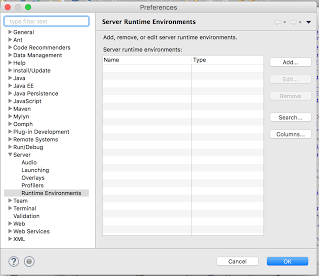 Preferences
type filter text
General
Ant
Code Recommenders
Data Management
Help
Install/Update
Java
Java EE
Java Persistence
JavaScript
Maven
Mylyn
Oomph
Plug-in Development
Remote Systems
Run/Debug
Server
Audio
Launching
Overlays
Profilers
Runtime Environments
Team
Terminal
Validation
Web
Web Services
XML
Server Runtime Environments
Add, remove, or edit server runtime environments.
Server runtime environments:
Name Type
Add...
Edit...
Remove
Search...
Columns...
Cancel OK